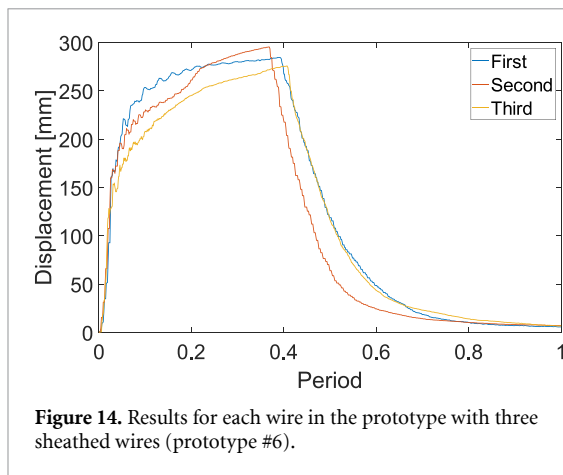 300
250
200
150
100
50
0
Displacement [mm]
First
Second
Third
0 0.2 0.4 0.6 0.8 1
Period
Figure 14. Results for each wire in the prototype with three
sheathed wires (prototype #6).